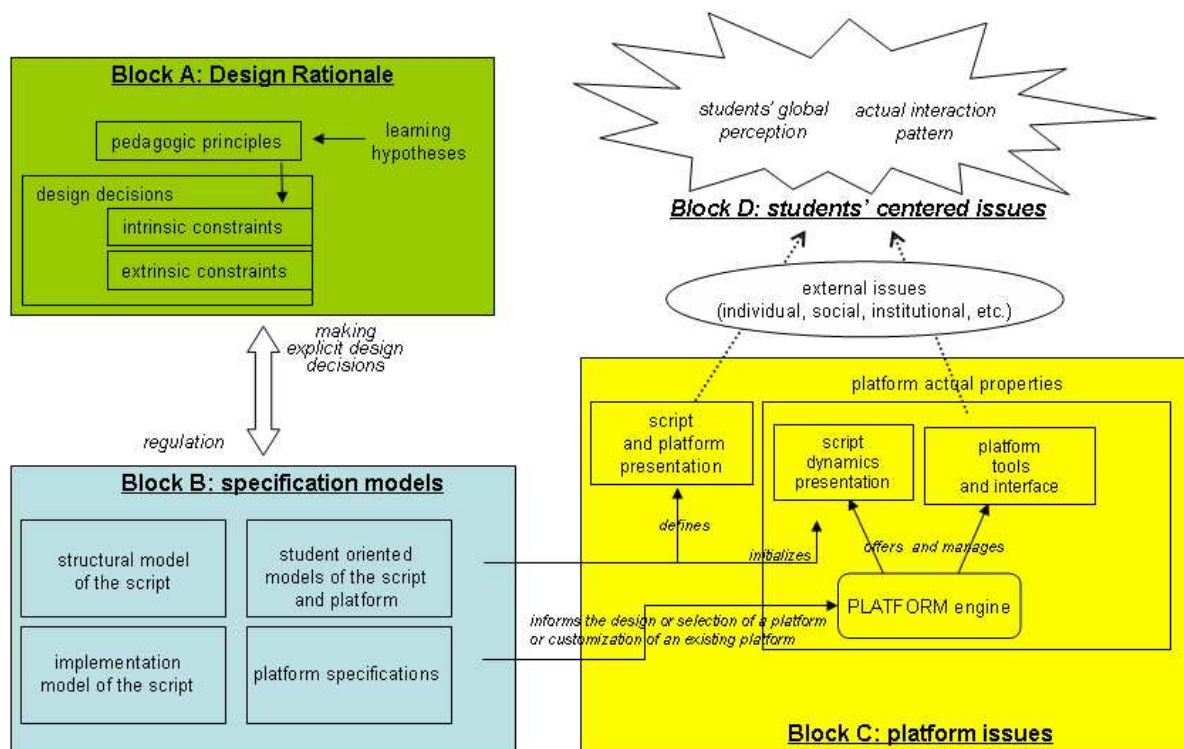 Block A: Design Rationale
pedagogic principles
learning
hypotheses
design decisions
intrinsic constraints
extrinsic constraints
making
explicit design
decisions
regulation
Block B: specification models
structural model
of the script
student oriented
models of the script
and platform
implementation
model of the script
platform specifications
students' global
perception
actual interaction
pattern
Block D: students' centered issues
external issues
(individual, social, institutional, etc.)
platform actual properties
script
and platform
presentation
script
dynamics
presentation
platform
tools
and interface
defines
initializes
offers and manages
PLATFORM engine
informs the design or selection of a platform
or customization of an existing platform
Block C: platform issues